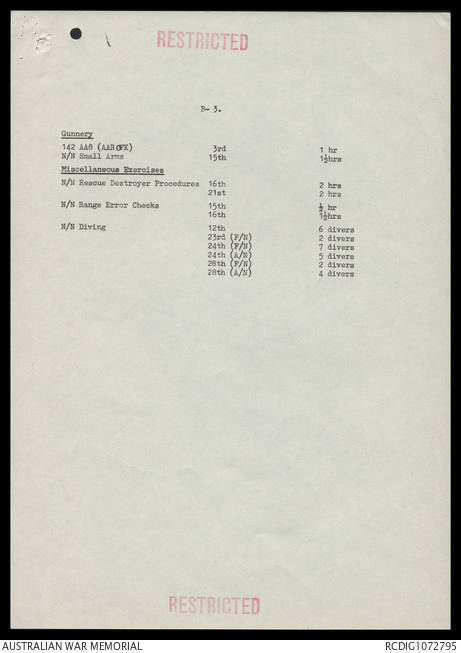 RESTRICTED
B- 3.
Gunnery
142 AA8 (AAROFX) 3rd 1 hr
N/N Small Arms 15th 1½hrs
Miscellaneous Exercises
N/N Rescue Destroyer Procedures 16th 2 hrs
21st 2 hrs
N/N Range Error Checks 15th ½ hr
16th 1½hrs
N/N Diving 12th 6 divers
23rd (F/N) 2 divers
24th (F/N) 7 divers
24th (A/N) 5 divers
28th (F/N) 2 divers
28th (A/N) 4 divers
RESTRICTED
AUSTRALIAN WAR MEMORIAL RCDIG1072795